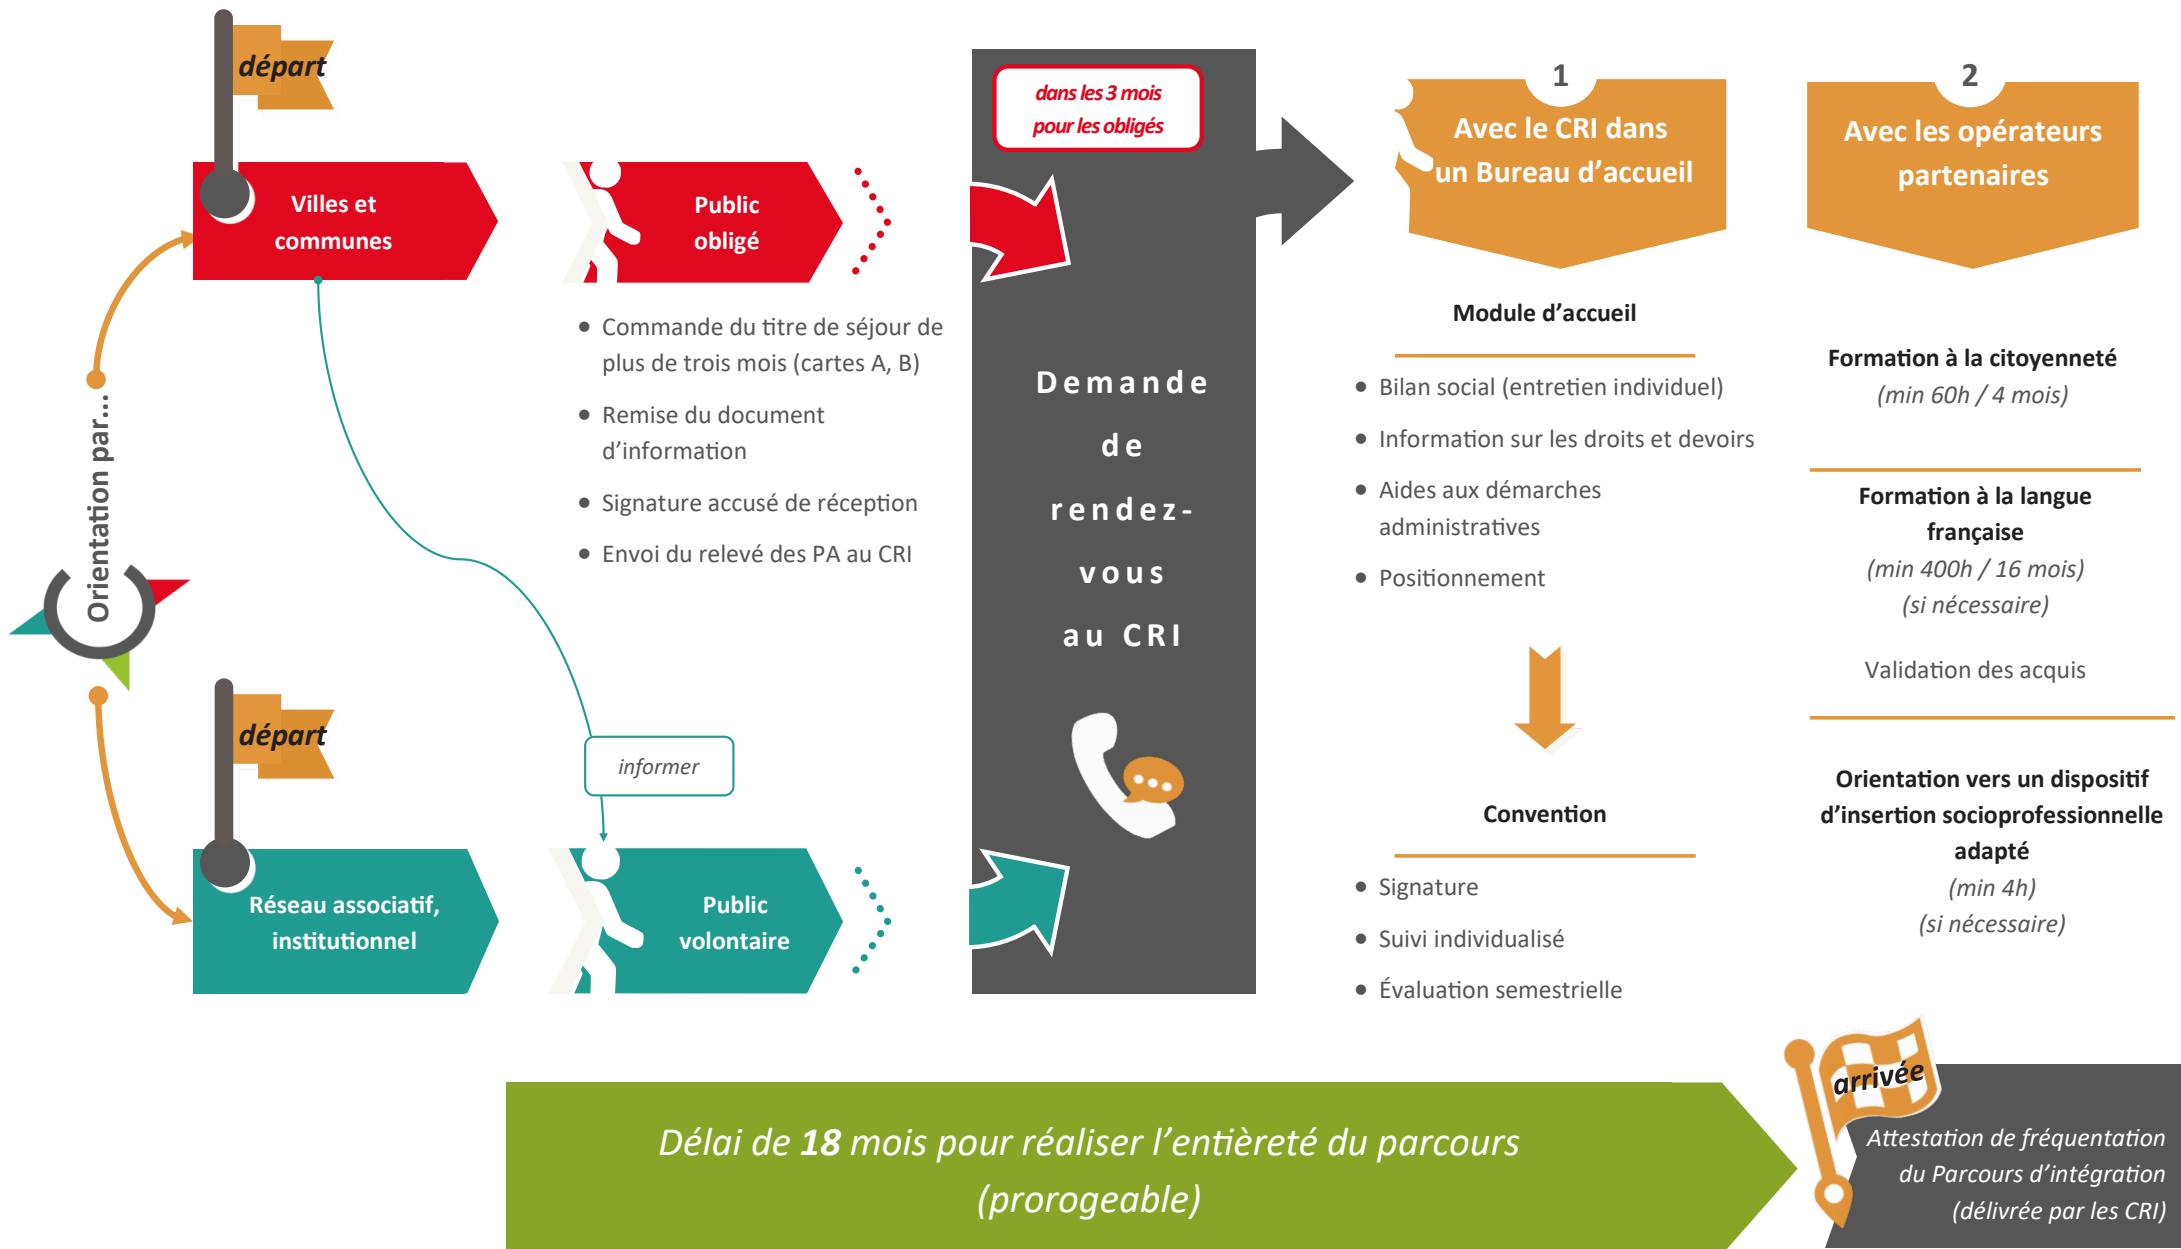 départ
Villes et
communes
Orientation par...
départ
Réseau associatif,
institutionnel
Public
obligé
• Commande du titre de séjour de
plus de trois mois (cartes A, B)
• Remise du document
d’information
• Signature accusé de réception
• Envoi du relevé des PA au CRI
informer
Public
volontaire
dans les 3 mois
pour les obligés
Demande
de
rendez-
vous
au CRI
1
Avec le CRI dans
un Bureau d’accueil
Module d’accueil
• Bilan social (entretien individuel)
• Information sur les droits et devoirs
• Aides aux démarches
administratives
• Positionnement
Convention
• Signature
• Suivi individualisé
• Évaluation semestrielle
2
Avec les opérateurs
partenaires
Formation à la citoyenneté
(min 60h / 4 mois)
Formation à la langue
française
(min 400h / 16 mois)
(si nécessaire)
Validation des acquis
Orientation vers un dispositif
d’insertion socioprofessionnelle
adapté
(min 4h)
(si nécessaire)
Délai de 18 mois pour réaliser l’entièreté du parcours
(prorogeable)
arrivée
Attestation de fréquentation
du Parcours d’intégration
(délivrée par les CRI)